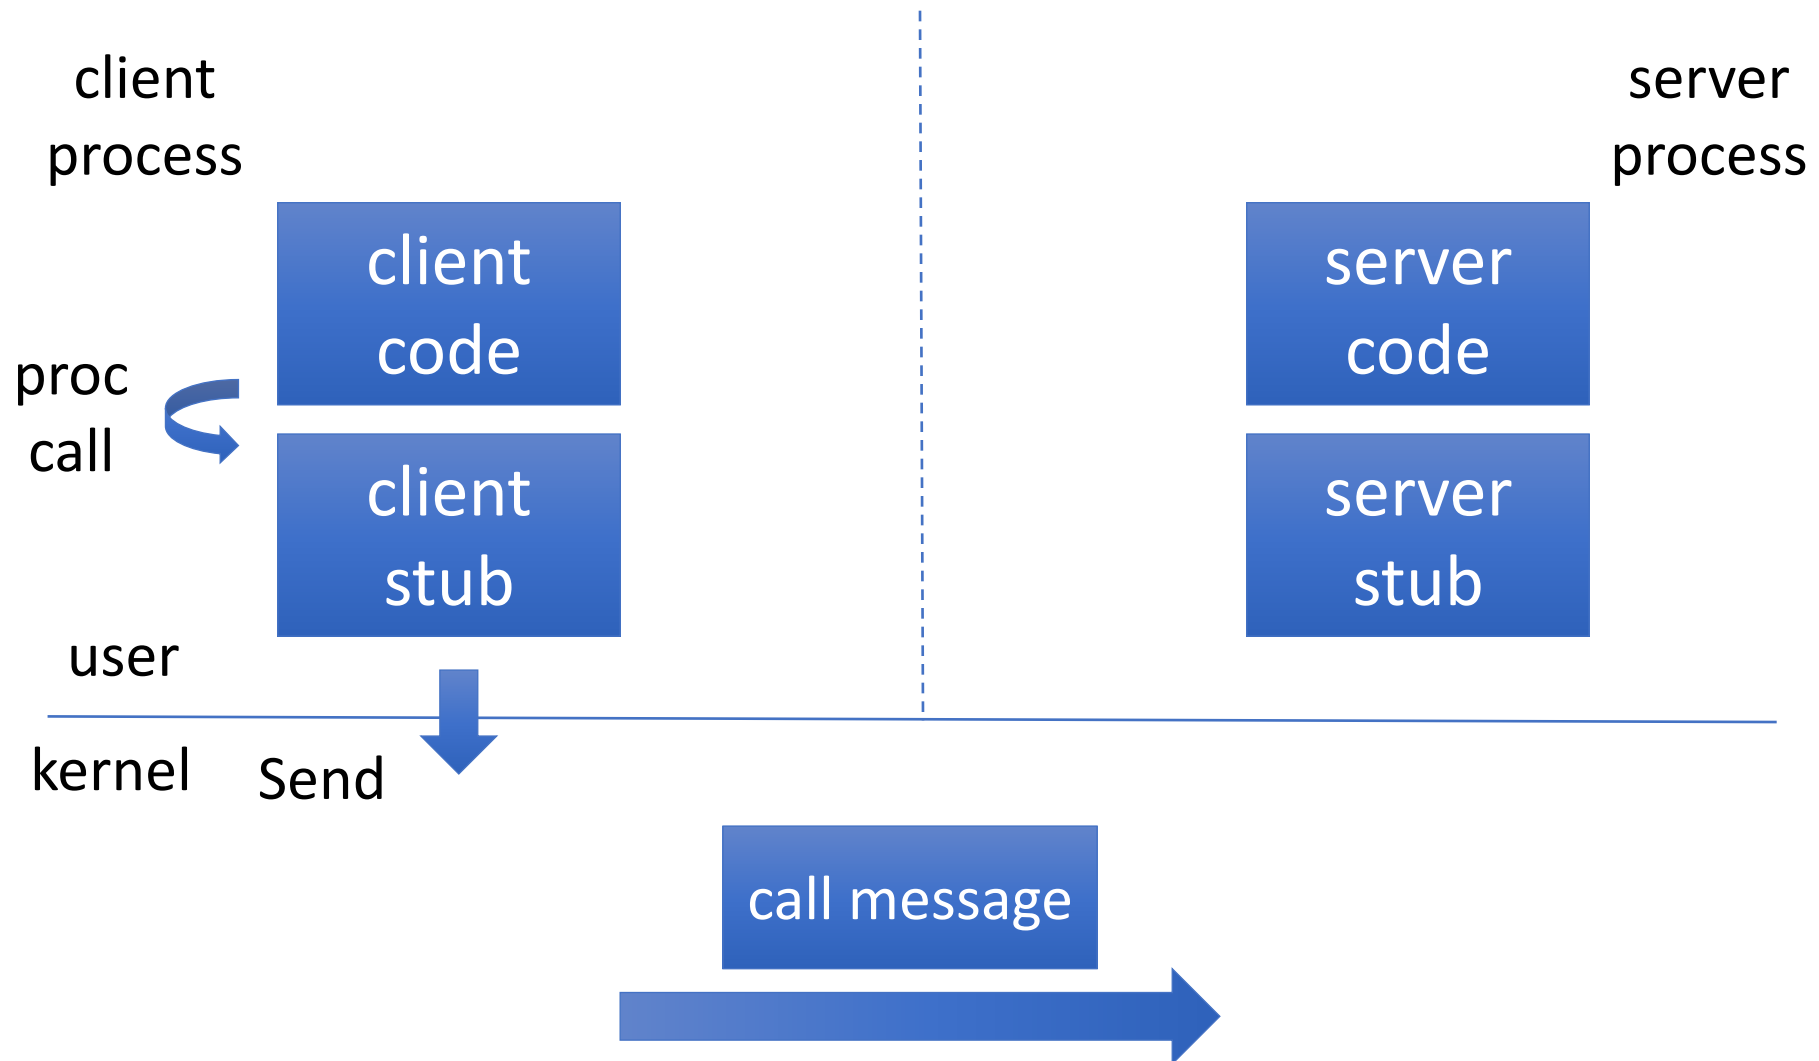 client
process
server
process
client
code
server
code
proc
call
client
stub
server
stub
user
kernel
Send
call message